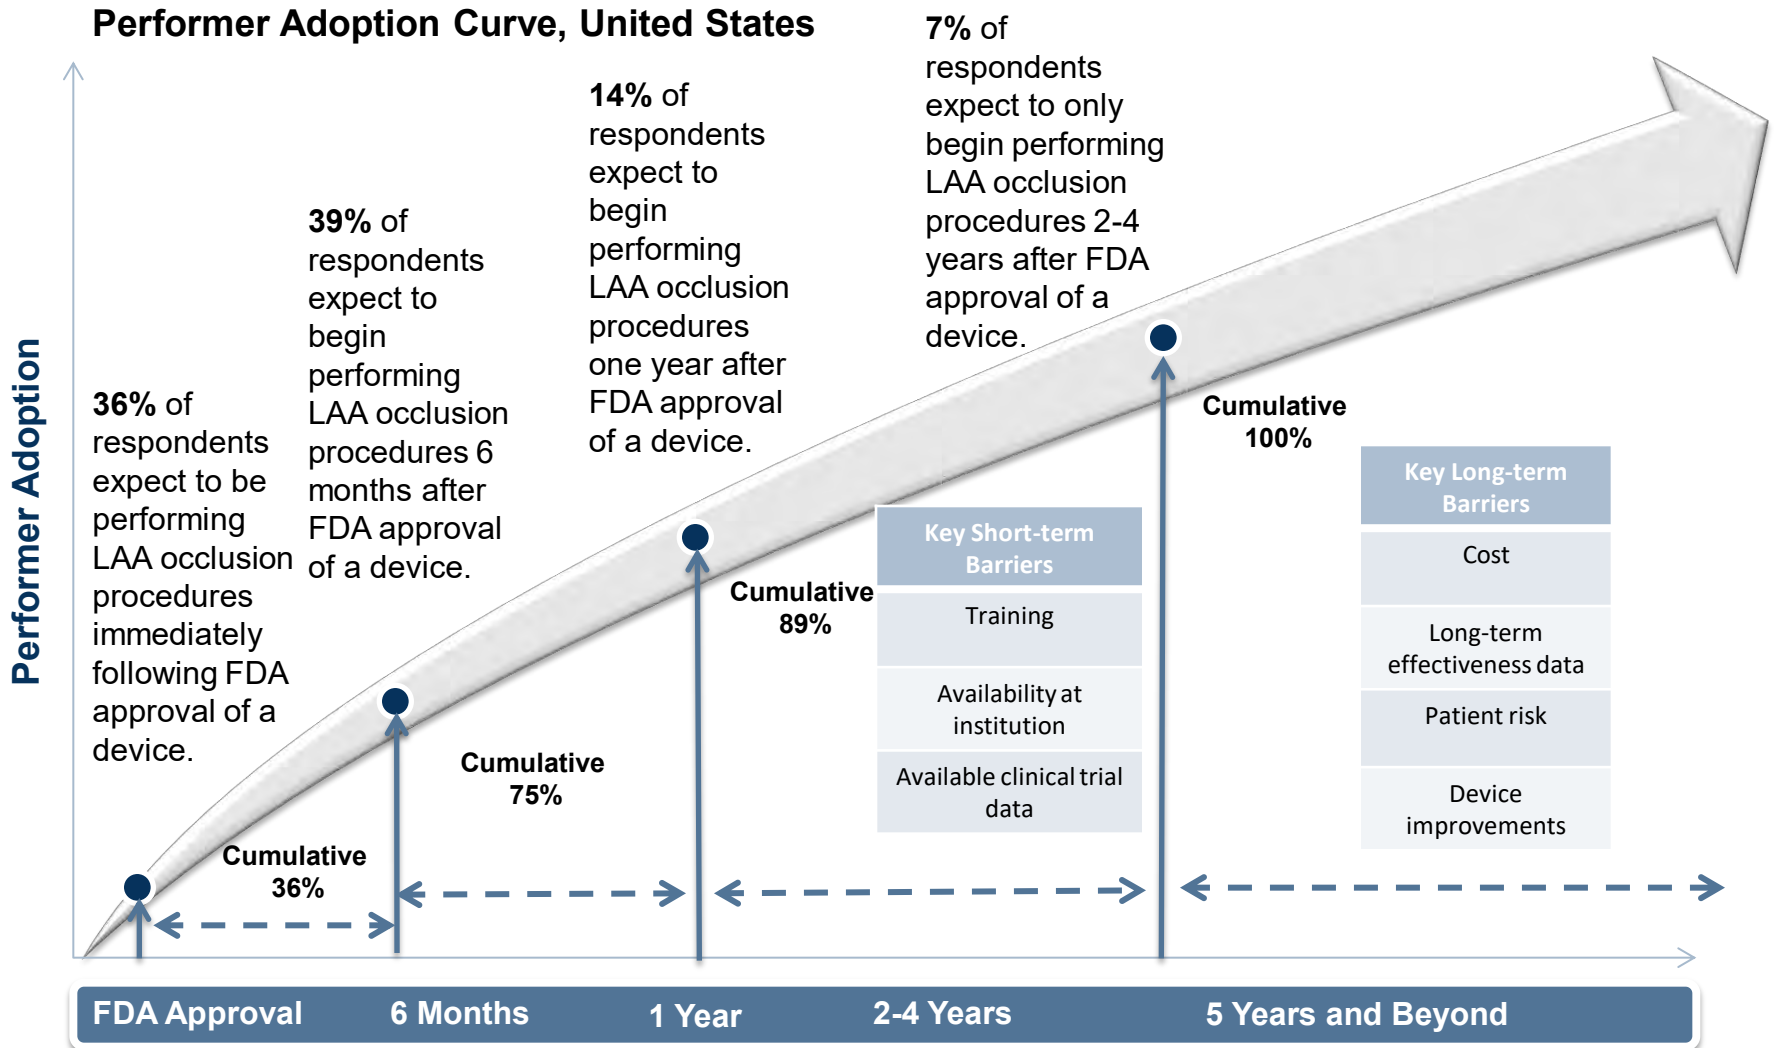 Performer Adoption Curve, United States
Performer Adoption
36% of
respondents
expect to be
performing
LAA occlusion
procedures
immediately
following FDA
approval of a
device.
39% of
respondents
expect to
begin
performing
LAA occlusion
procedures 6
months after
FDA approval
of a device.
14% of
respondents
expect to
begin
performing
LAA occlusion
procedures
one year after
FDA approval
of a device.
7% of
respondents
expect to only
begin performing
LAA occlusion
procedures 2-4
years after FDA
approval of a
device.
Cumulative
36%
Cumulative
75%
Cumulative
89%
Cumulative
100%
Key Short-term
Barriers
Training
Availability at
institution
Available clinical trial
data
Key Long-term
Barriers
Cost
Long-term
effectiveness data
Patient risk
Device
improvements
FDA Approval
6 Months
1 Year
2-4 Years
5 Years and Beyond